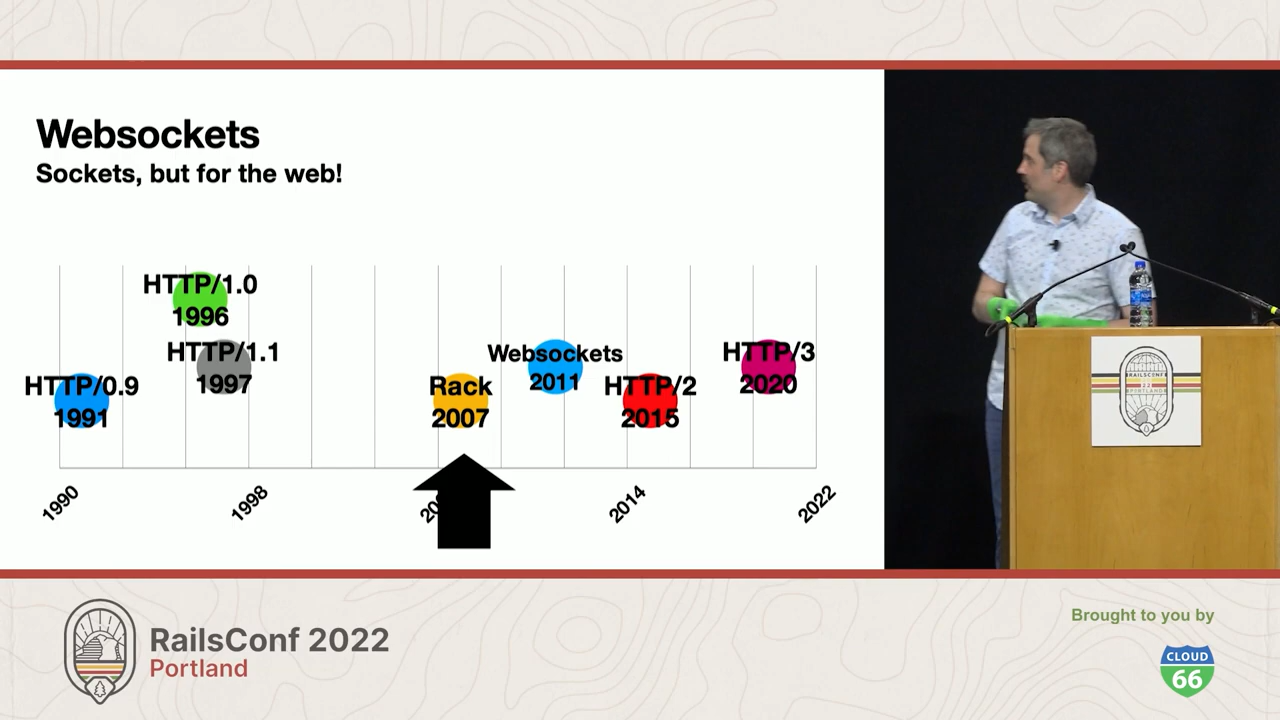 Websockets
Sockets, but for the web!
HTTP/1.0
1996
HTTP/1.1
1997
HTTP/0.9
1991
Rack
2007
Websockets
2011
HTTP/2
2015
HTTP/3
2020
1990
1998
2014
2022
RAILSCONF
PORTLAND
RailsConf 2022
Portland
Brought to you by
CLOUD
66